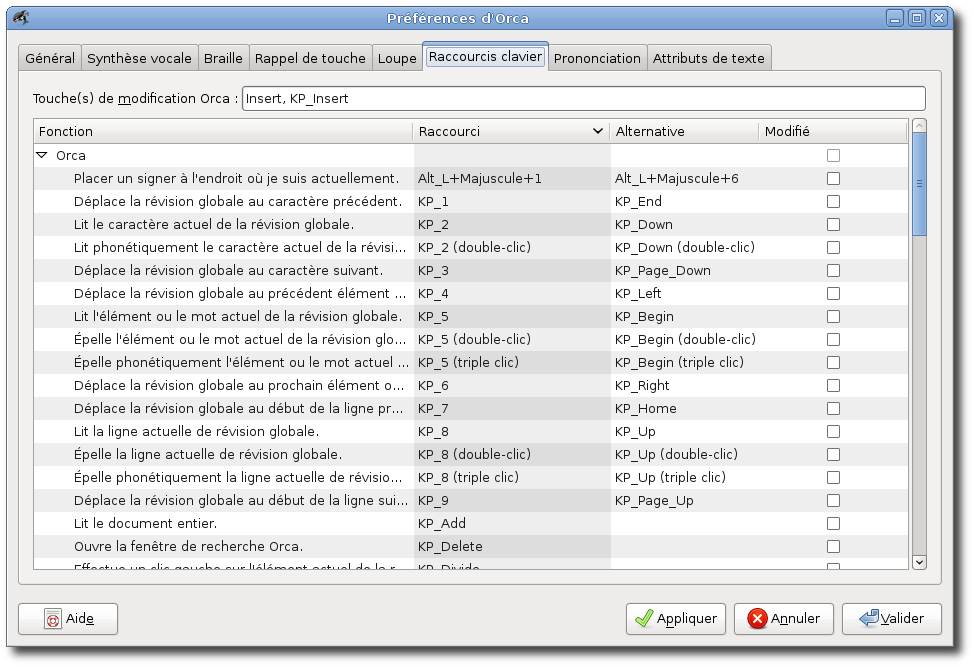 Préférences d'Orca
Général Synthèse vocale Braille Rappel de touche Loupe Raccourcis clavier Prononciation Attributs de texte
Touche(s) de modification Orca : Insert, KP_Insert
Fonction Raccourci Alternative Modifié
Orca
Placer un signer à l'endroit où je suis actuellement. Alt_L+Majuscule+1 Alt_L+Majuscule+6
Déplace la révision globale au caractère précédent. KP_1 KP_End
Lit le caractère actuel de la révision globale. KP_2 KP_Down
Lit phonétiquement le caractère actuel de la révisi... KP_2 (double-clic) KP_Down (double-clic)
Déplace la révision globale au caractère suivant. KP_3 KP_Page_Down
Déplace la révision globale au précédent élément ... KP_4 KP_Left
Lit l'élément ou le mot actuel de la révision globale. KP_5 KP_Begin
Épelle l'élément ou le mot actuel de la révision glo... KP_5 (double-clic) KP_Begin (double-clic)
Épelle phonétiquement l'élément ou le mot actuel ... KP_5 (triple clic) KP_Begin (triple clic)
Déplace la révision globale au prochain élément o... KP_6 KP_Right
Déplace la révision globale au début de la ligne pr... KP_7 KP_Home
Lit la ligne actuelle de révision globale. KP_8 KP_Up
Épelle la ligne actuelle de révision globale. KP_8 (double-clic) KP_Up (double-clic)
Épelle phonétiquement la ligne actuelle de révisio... KP_8 (triple clic) KP_Up (triple clic)
Déplace la révision globale au début de la ligne sui... KP_9 KP_Page_Up
Lit le document entier. KP_Add
Ouvre la fenêtre de recherche Orca. KP_Delete
Effectue un clic gauche sur l'élément actuel de la r... KP_Divide
Aide Appliquer Annuler Valider